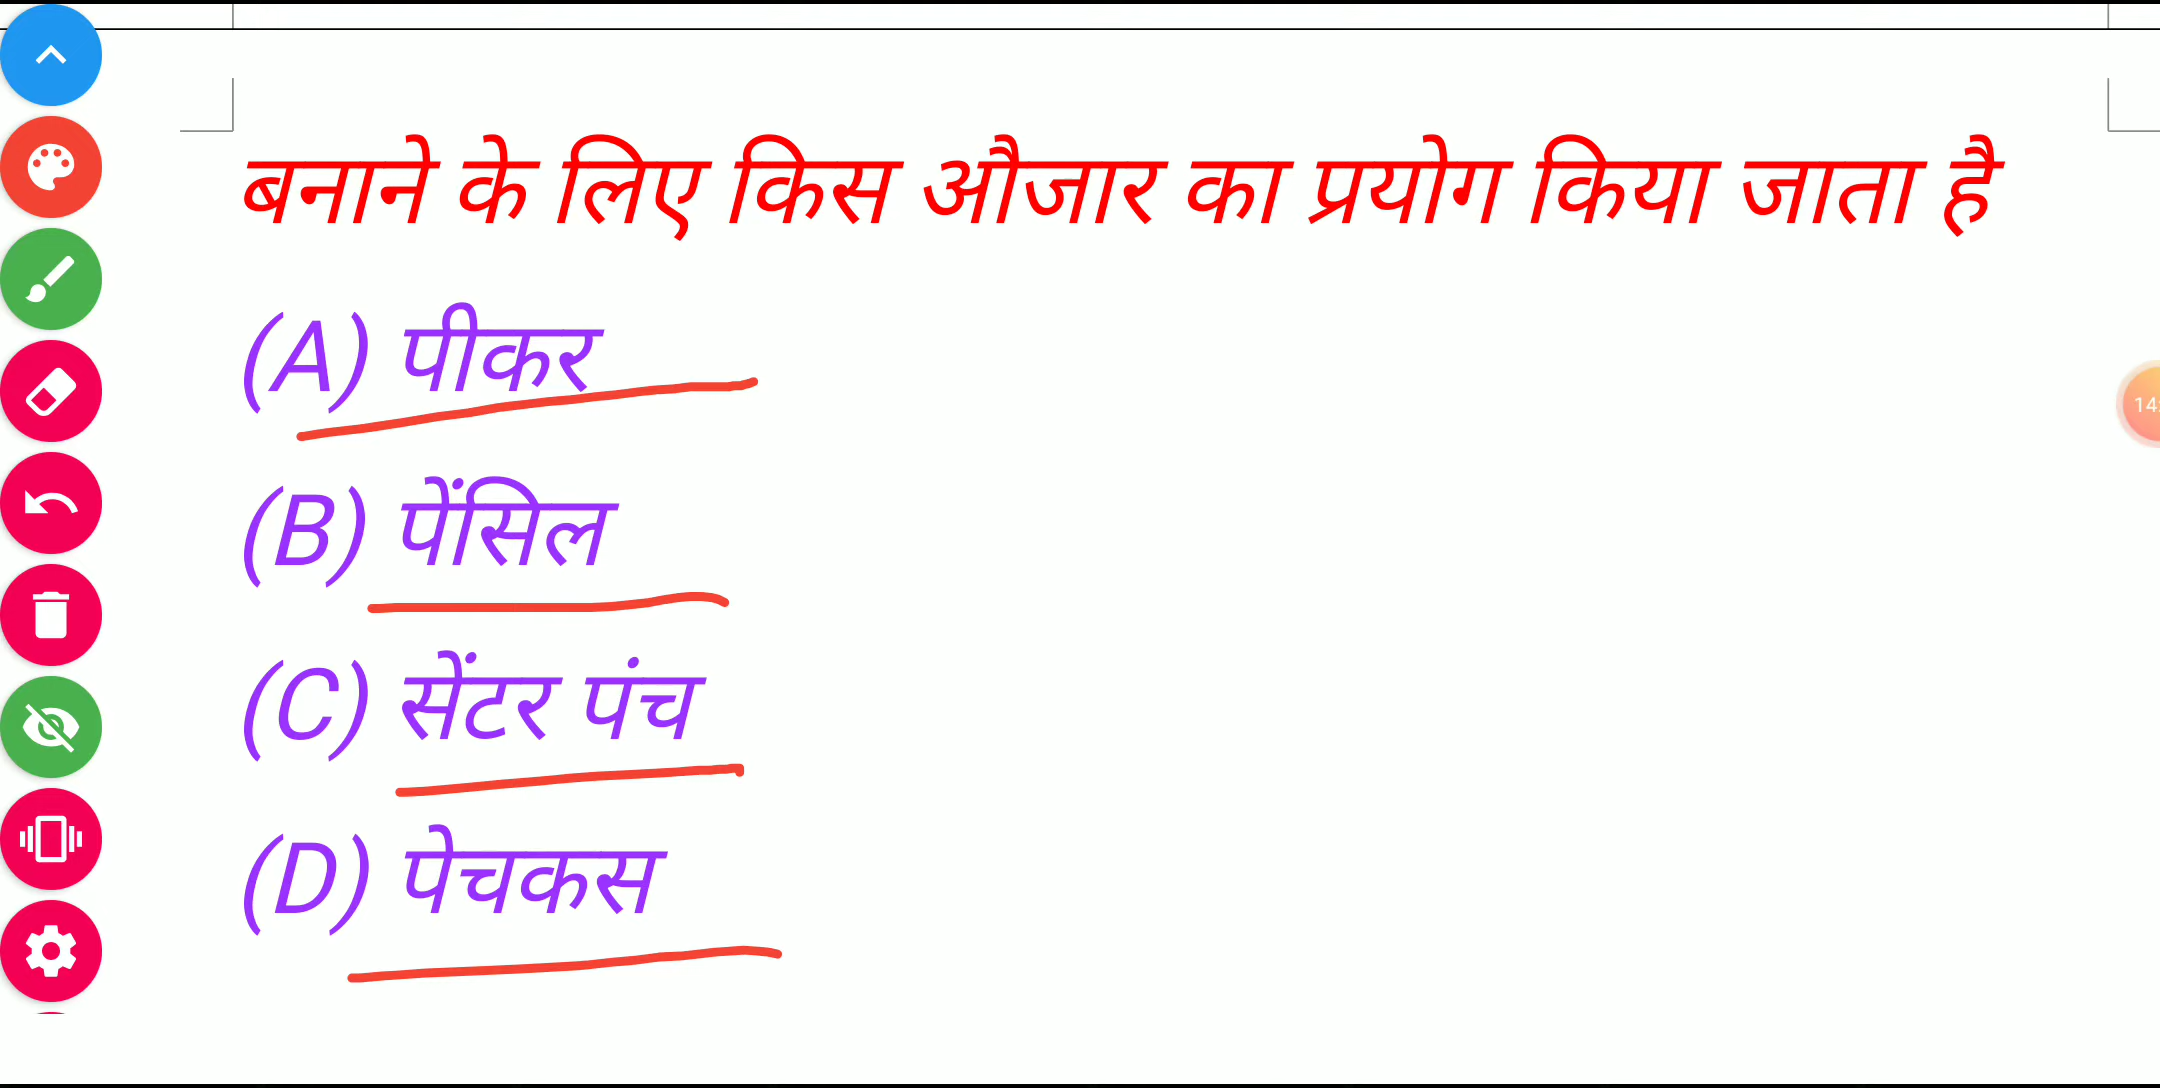 बनाने के लिए किस औजार का प्रयोग किया जाता है
(A) पीकर
(B) पेंसिल
(C) सेंटर पंच
(D) पेचकस